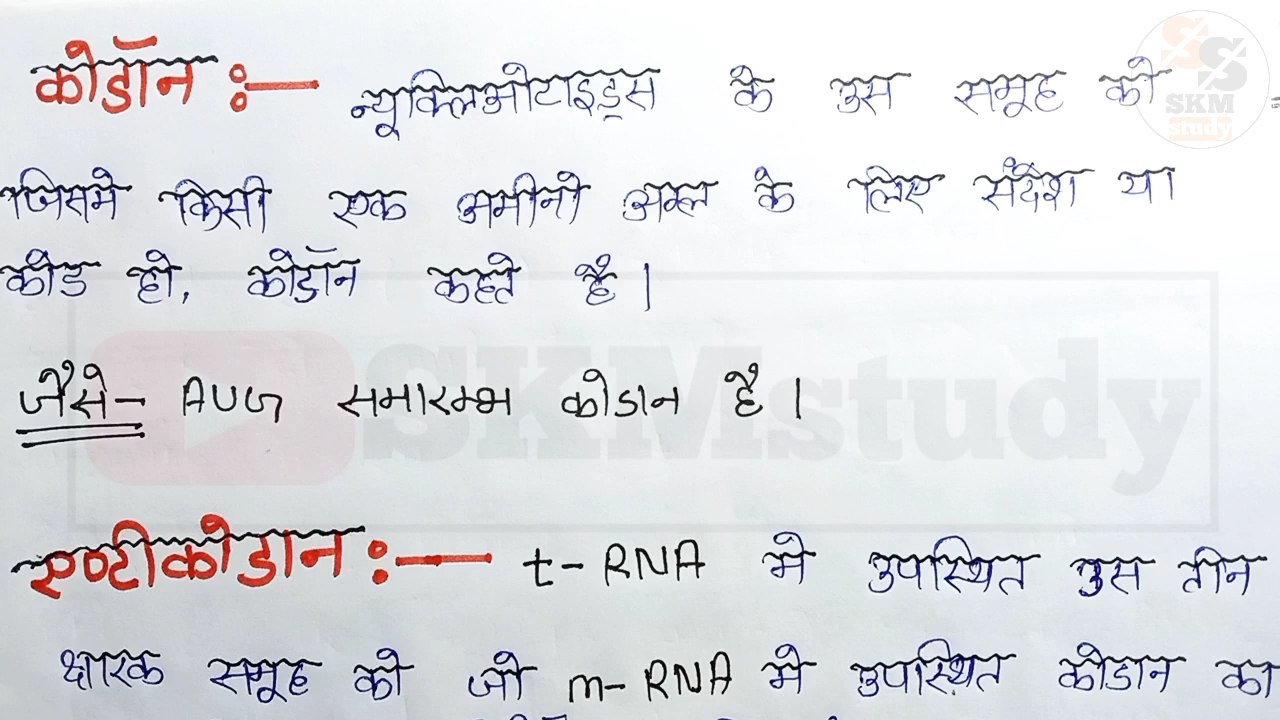 कोडॉन :— न्यूक्लिओटाइड्स के उस समूह को
जिसमे किसी एक अमीनो अम्ल के लिए संदेश या
कोड हो, कोडॉन कहते है।
जैसे- AUG समारम्भ कोडान है।
एण्टीकोडान :— t-RNA मे उपस्थित उस तीन
क्षारक समूह को जो m-RNA मे उपस्थित कोडान का
SKM
study
SKMstudy